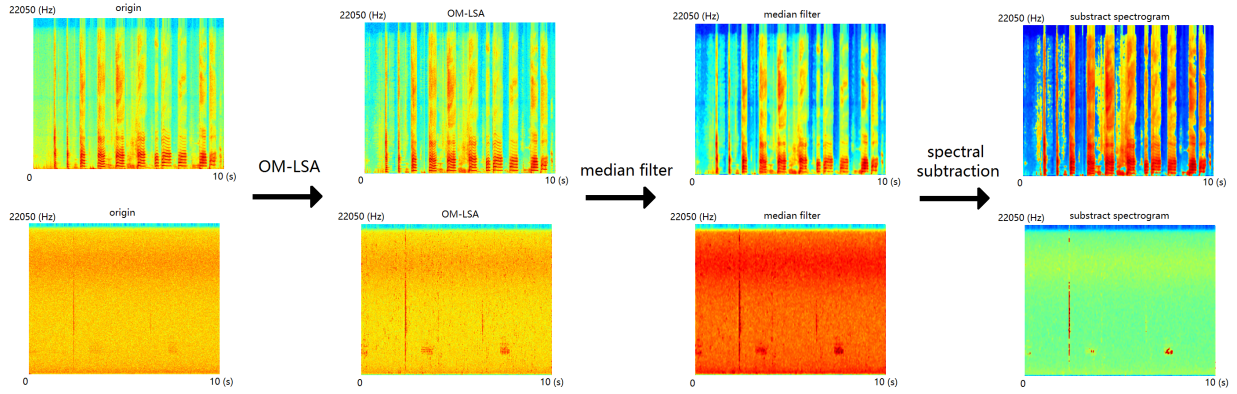 origin
22050 (Hz)
0
10 (s)
OM-LSA
OM-LSA
22050 (Hz)
0
10 (s)
median filter
median filter
22050 (Hz)
0
10 (s)
spectral
subtraction
substract spectrogram
22050 (Hz)
0
10 (s)
origin
22050 (Hz)
0
10 (s)
OM-LSA
22050 (Hz)
0
10 (s)
median filter
22050 (Hz)
0
10 (s)
substract spectrogram
22050 (Hz)
0
10 (s)